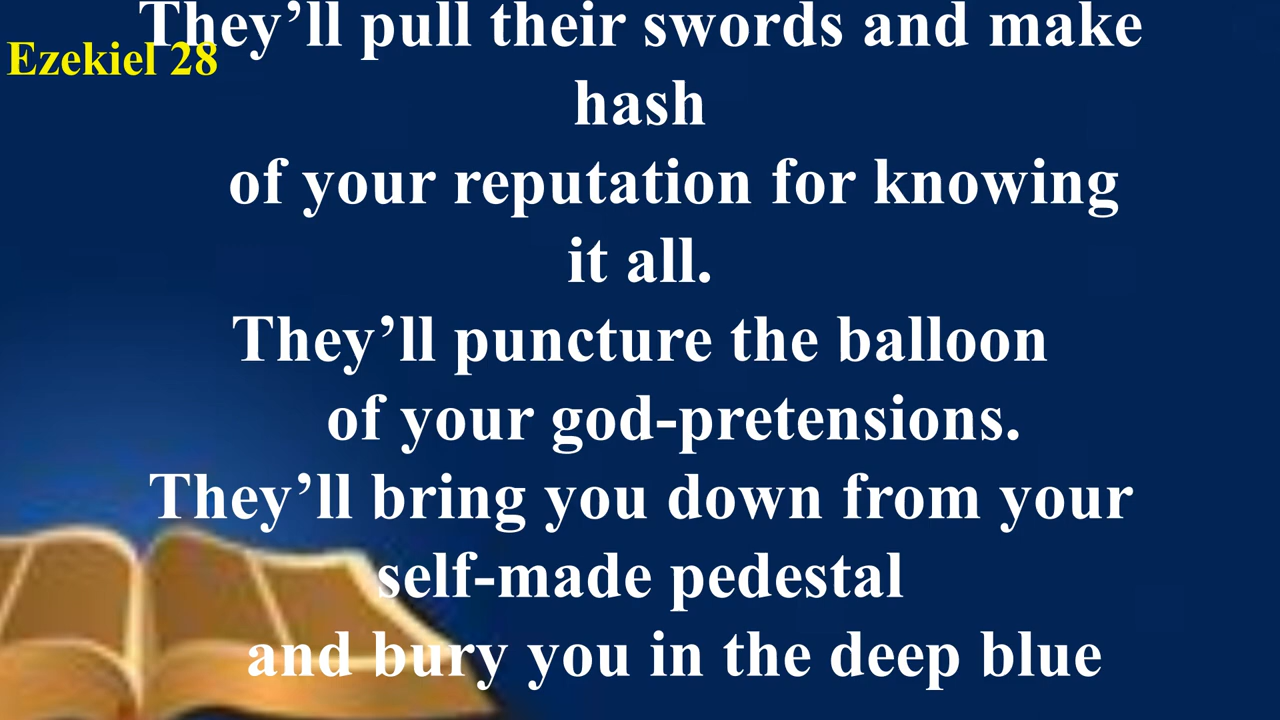 They’ll pull their swords and make
Ezekiel 28
hash
of your reputation for knowing
it all.
They’ll puncture the balloon
of your god-pretensions.
They’ll bring you down from your
self-made pedestal
and bury you in the deep blue